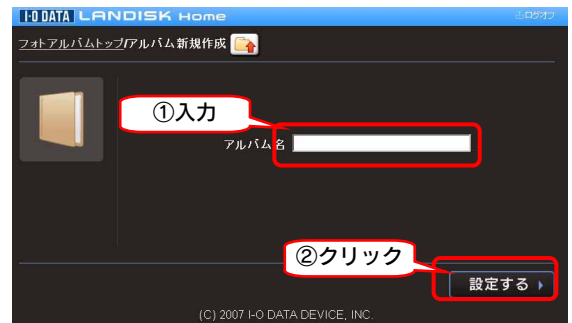 I-O DATA LANDISK Home ログオフ
フォトアルバムトップ/アルバム新規作成
①入力
アルバム名
②クリック
設定する
(C) 2007 I-O DATA DEVICE, INC.